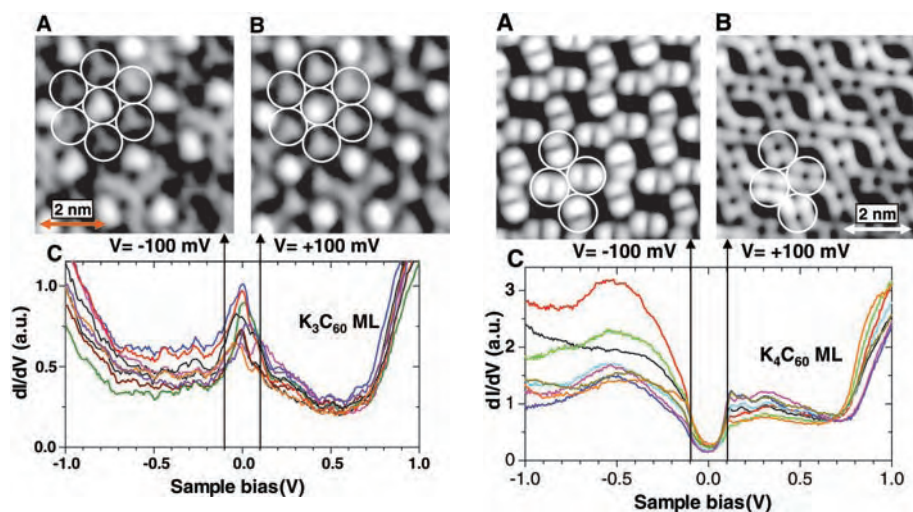 A
B
2 nm
V= -100 mV
V= +100 mV
C
1.0
0.5
0.0
dI/dV (a.u.)
K3C60 ML
-1.0
-0.5
0.0
0.5
1.0
Sample bias(V)
A
B
2 nm
V= -100 mV
V= +100 mV
C
3
2
1
0
dI/dV (a.u.)
K4C60 ML
-1.0
-0.5
0.0
0.5
1.0
Sample bias(V)